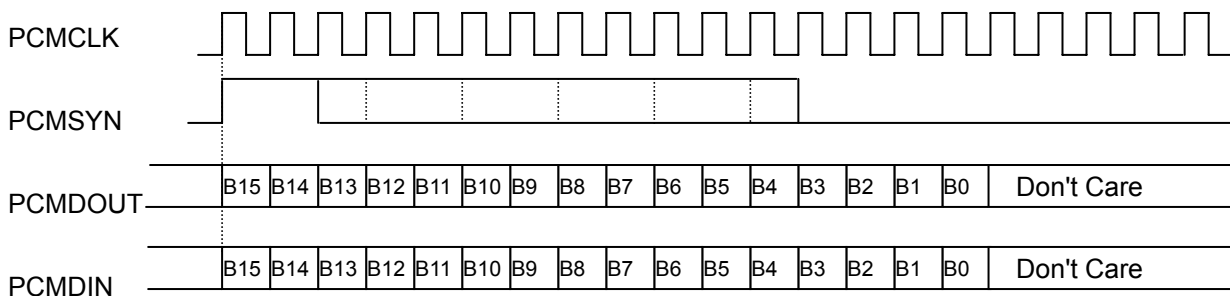 PCMCLK
PCMSYN
PCMDOUT B15 B14 B13 B12 B11 B10 B9 B8 B7 B6 B5 B4 B3 B2 B1 B0 Don't Care
PCMDIN B15 B14 B13 B12 B11 B10 B9 B8 B7 B6 B5 B4 B3 B2 B1 B0 Don't Care